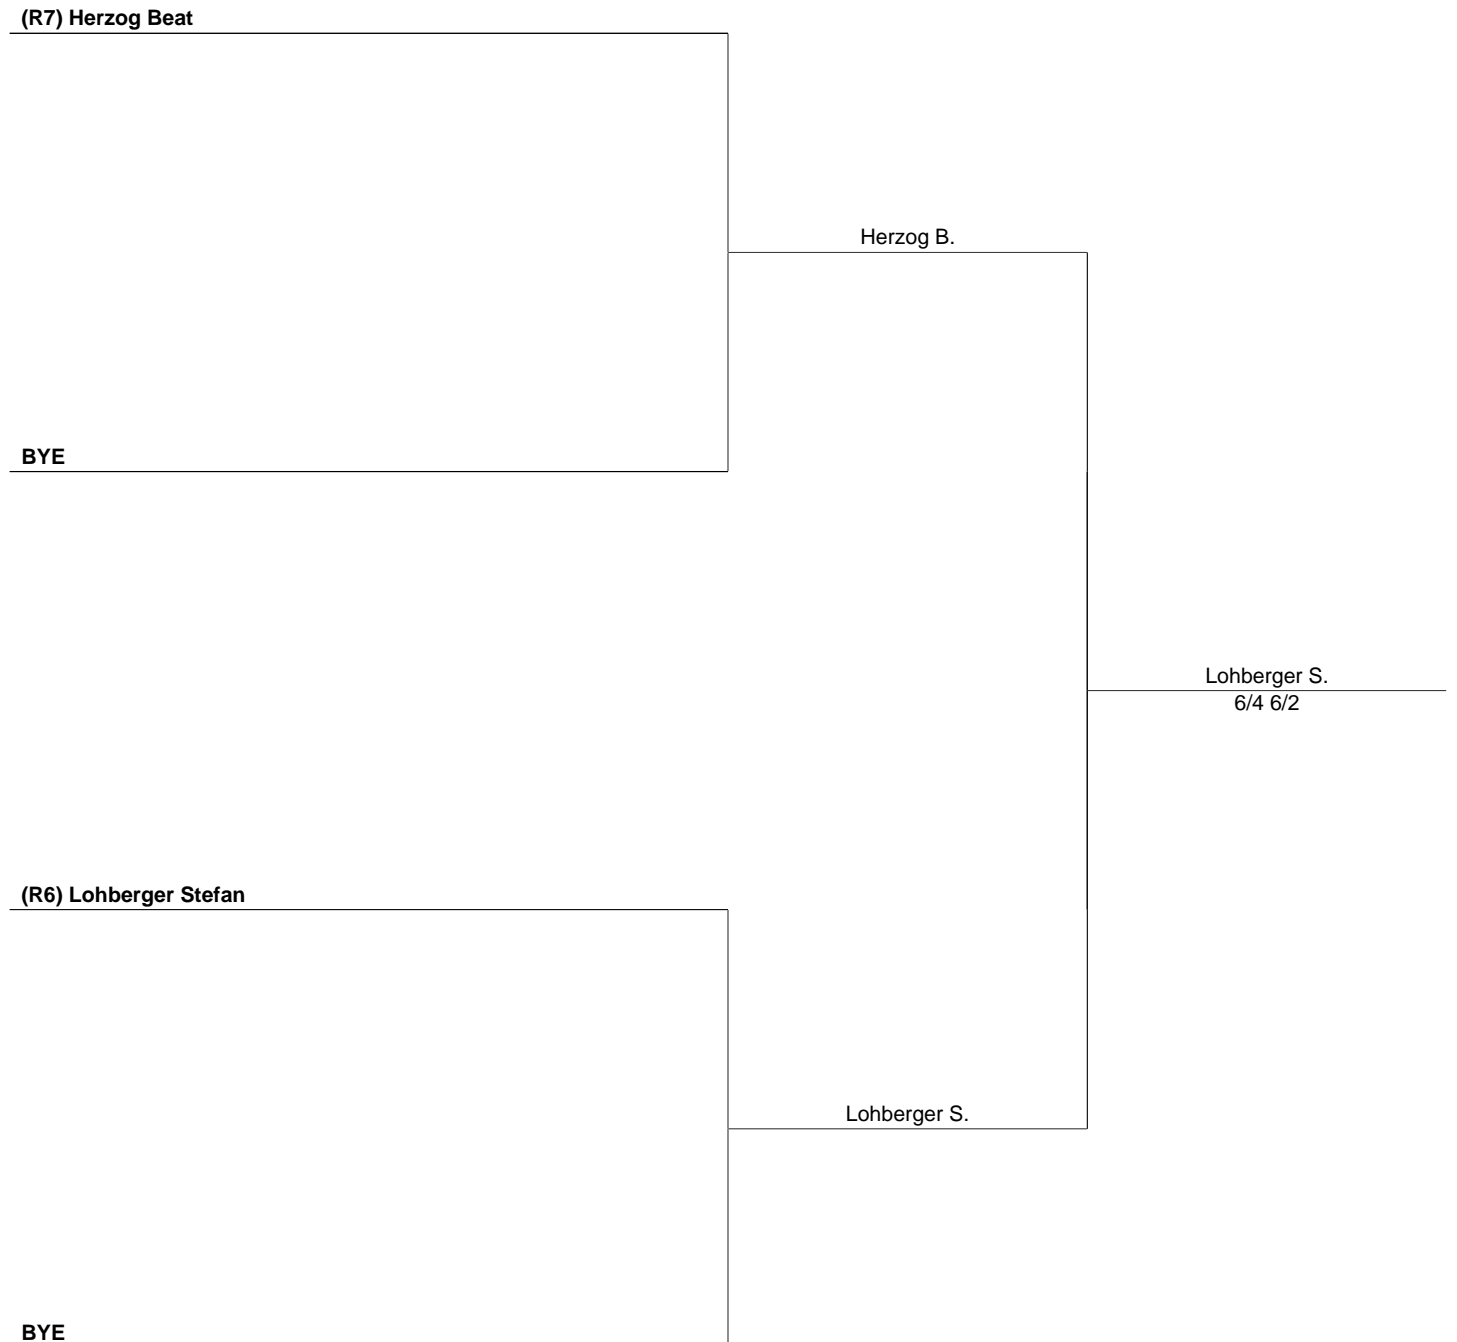 (R7) Herzog Beat
Herzog B.
BYE
Lohberger S.
6/4 6/2
(R6) Lohberger Stefan
Lohberger S.
BYE